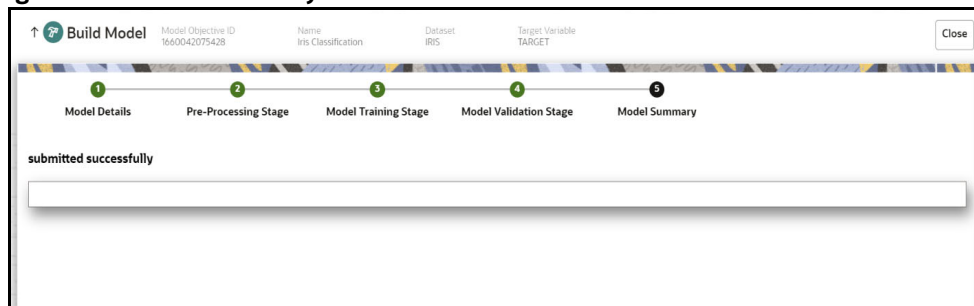 Build Model
Model Objective ID
1660042075428
Name
Iris Classification
Dataset
IRIS
Target Variable
TARGET
Close
1 2 3 4 5
Model Details Pre-Processing Stage Model Training Stage Model Validation Stage Model Summary
submitted successfully